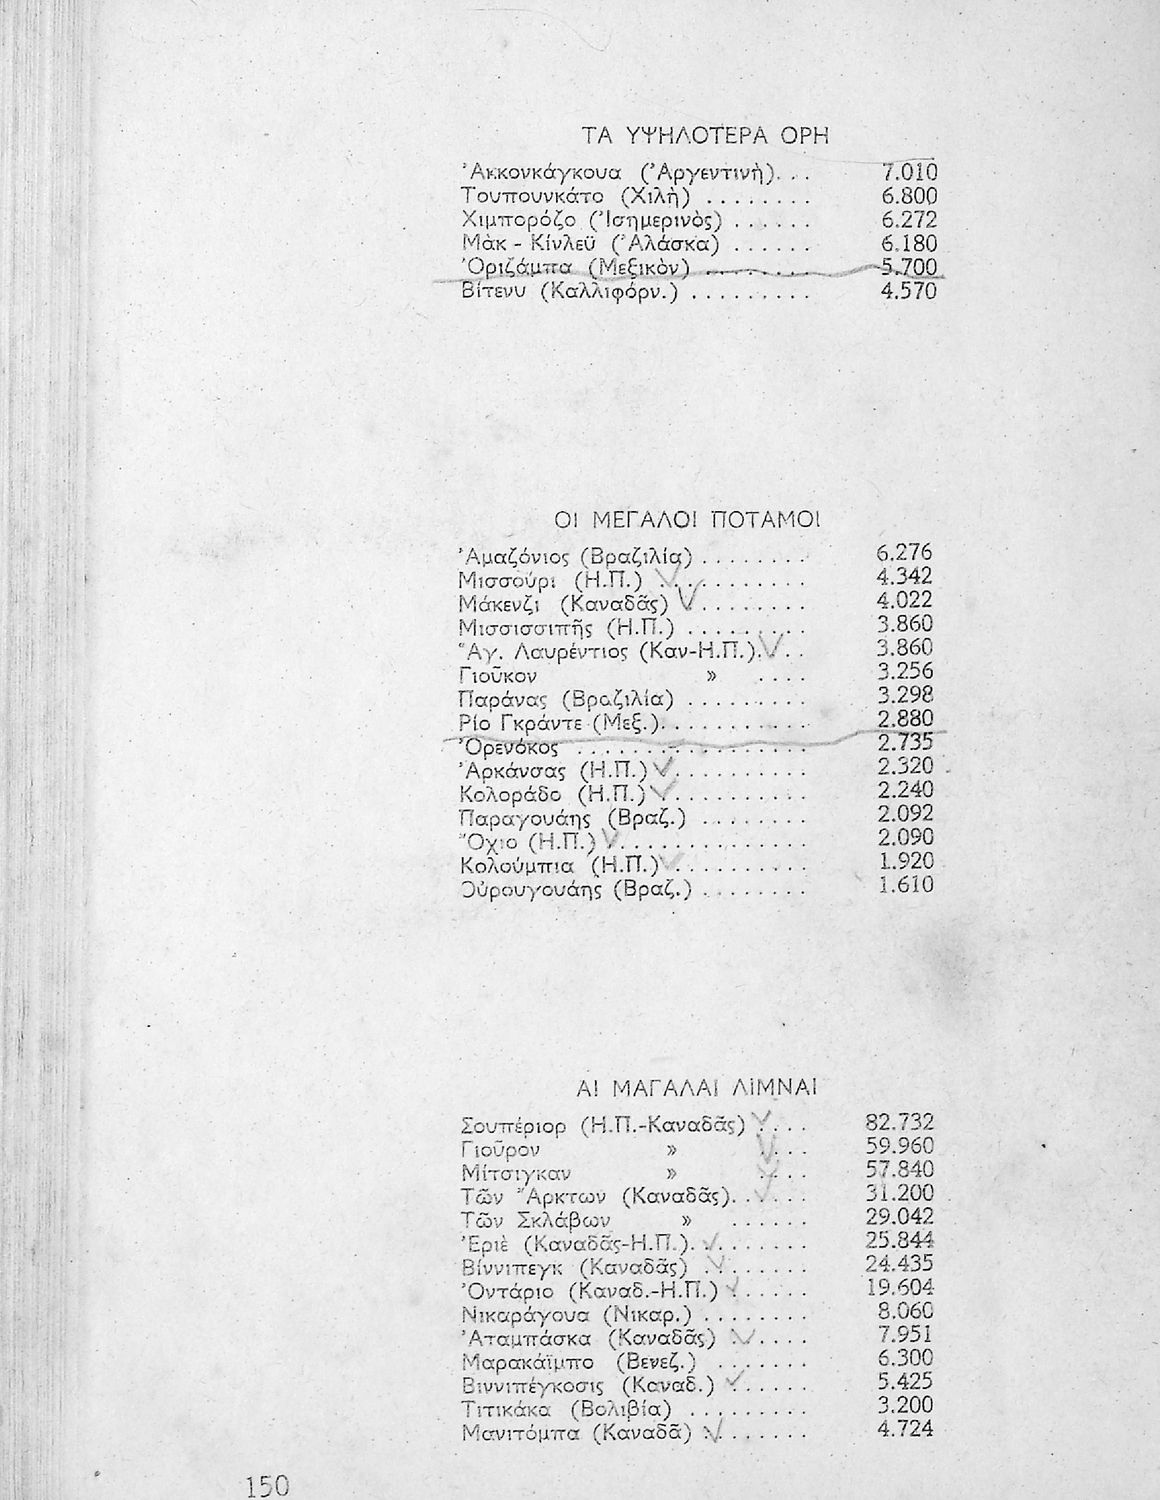 ΤΑ ΥΨΗΛΟΤΕΡΑ ΟΡΗ
Ἀκκονκάγκουα (Ἀργεντινὴ). . . 7.010
Τουπουνκάτο (Χιλὴ) . . . . . . . . 6.800
Χιμπορόζο (Ἰσημερινὸς) . . . . . . 6.272
Μὰκ - Κίνλεϋ (Ἀλάσκα) . . . . . . 6.180
Ὀριζάμπα (Μεξικὸν) . . . . . . . . 5.700
Βίτενυ (Καλλιφόρν.) . . . . . . . . . 4.570
ΟΙ ΜΕΓΑΛΟΙ ΠΟΤΑΜΟΙ
Ἀμαζόνιος (Βραζιλία) . . . . . . . . 6.276
Μισσούρι (Η.Π.) . . . . . . . . . . 4.342
Μάκενζι (Καναδᾶς) . . . . . . . . 4.022
Μισσισσιπῆς (Η.Π.) . . . . . . . . . 3.860
Ἅγ. Λαυρέντιος (Καν-Η.Π.). . . . 3.860
Γιοῦκον » . . . . 3.256
Παράνας (Βραζιλία) . . . . . . . . . 3.298
Ρίο Γκράντε (Μεξ.). . . . . . . . . . 2.880
Ὀρενόκος . . . . . . . . . . . . . . . 2.735
Ἀρκάνσας (Η.Π.) . . . . . . . . . . 2.320
Κολοράδο (Η.Π.) . . . . . . . . . . 2.240
Παραγουάης (Βραζ.) . . . . . . . . 2.092
Ὄχιο (Η.Π.) . . . . . . . . . . . . . . 2.090
Κολούμπια (Η.Π.) . . . . . . . . . . 1.920
Οὐρουγουάης (Βραζ.) . . . . . . . . 1.610
ΑΙ ΜΑΓΑΛΑΙ ΛΙΜΝΑΙ
Σουπέριορ (Η.Π.-Καναδᾶς) . . . . 82.732
Γιοῦρον » . . . . 59.960
Μίτσιγκαν » . . . . 57.840
Τῶν Ἄρκτων (Καναδᾶς). . . . . . 31.200
Τῶν Σκλάβων » . . . . . . 29.042
Ἐριὲ (Καναδᾶς-Η.Π.). . . . . . . . 25.844
Βίννιπεγκ (Καναδᾶς) . . . . . . . . 24.435
Ὀντάριο (Καναδ.-Η.Π.) . . . . . . 19.604
Νικαράγουα (Νικαρ.) . . . . . . . . 8.060
Ἀταμπάσκα (Καναδᾶς) . . . . . . 7.951
Μαρακάϊμπο (Βενεζ.) . . . . . . . 6.300
Βιννιπέγκοσις (Καναδ.) . . . . . . 5.425
Τιτικάκα (Βολιβία) . . . . . . . . . 3.200
Μανιτόμπα (Καναδᾶ) . . . . . . . . 4.724
150